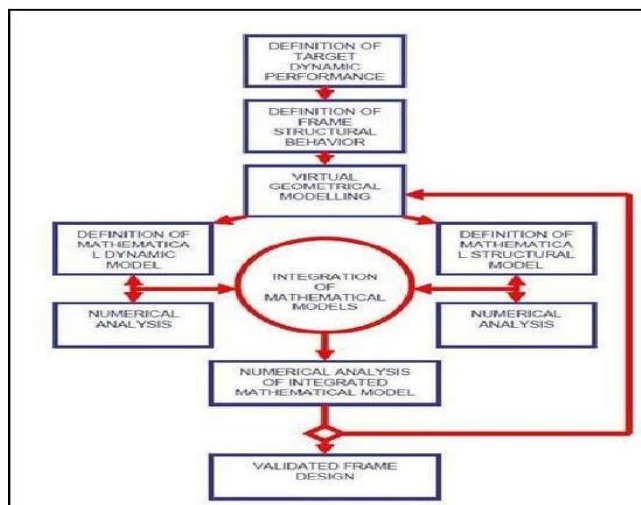 DEFINITION OF
TARGET
DYNAMIC
PERFORMANCE
DEFINITION OF
FRAME
STRUCTURAL
BEHAVIOR
VIRTUAL
GEOMETRICAL
MODELLING
DEFINITION OF
MATHEMATICA
L DYNAMIC
MODEL
DEFINITION OF
MATHEMATICA
L STRUCTURAL
MODEL
INTEGRATION
OF
MATHEMATICAL
MODELS
NUMERICAL
ANALYSIS
NUMERICAL
ANALYSIS
NUMERICAL ANALYSIS
OF INTEGRATED
MATHEMATICAL MODEL
VALIDATED FRAME
DESIGN